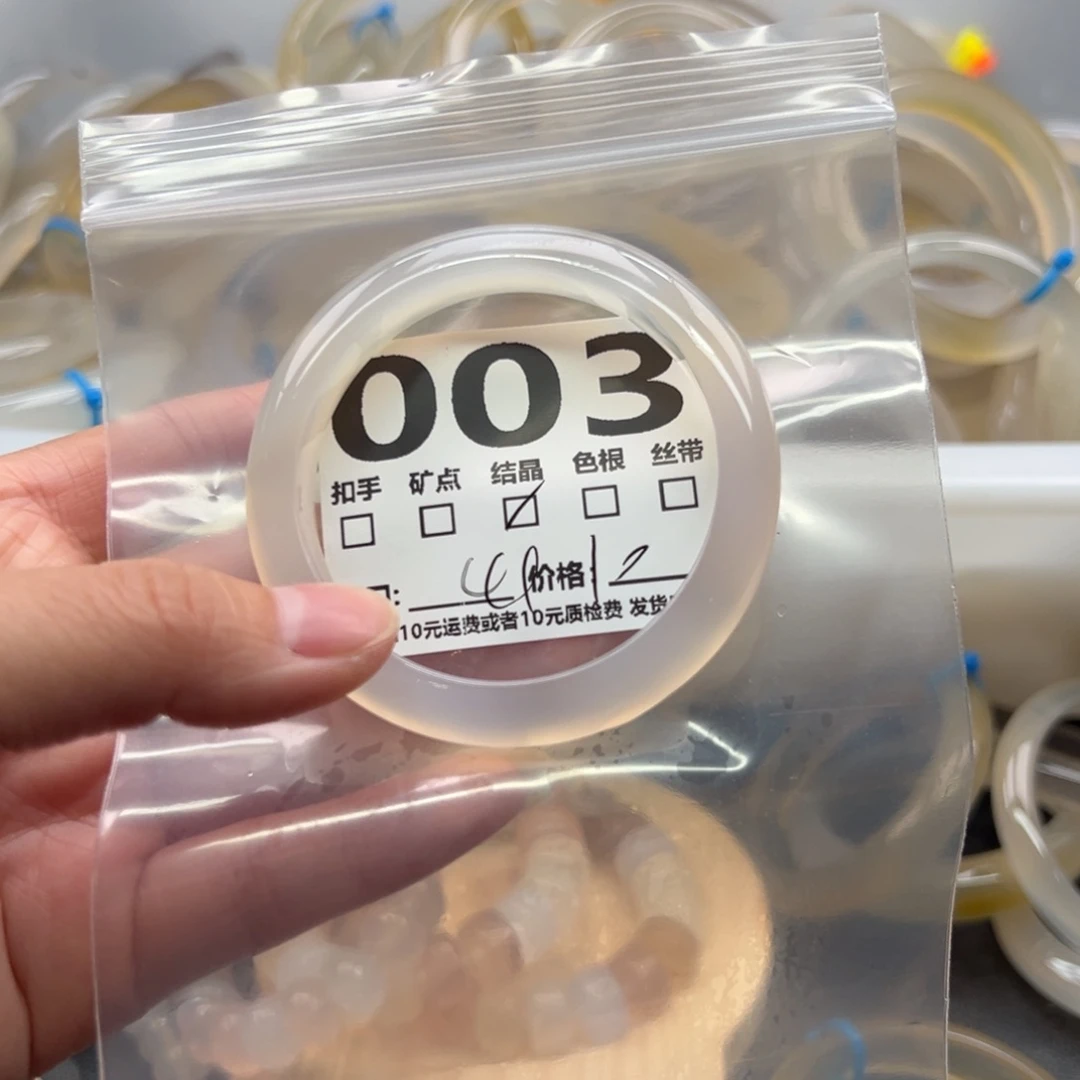 003
扣手 矿点 结晶 色根 丝带
: 价格 12
10元运费或者10元质检费 发货